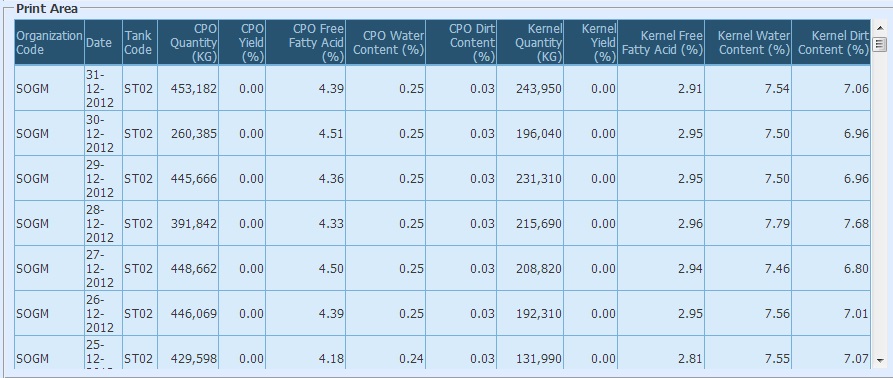 Print Area
Organization Code Date Tank Code CPO Quantity (KG) CPO Yield (%) CPO Free Fatty Acid (%) CPO Water Content (%) CPO Dirt Content (%) Kernel Quantity (KG) Kernel Yield (%) Kernel Free Fatty Acid (%) Kernel Water Content (%) Kernel Dirt Content (%)
SOGM 31-12-2012 ST02 453,182 0.00 4.39 0.25 0.03 243,950 0.00 2.91 7.54 7.06
SOGM 30-12-2012 ST02 260,385 0.00 4.51 0.25 0.03 196,040 0.00 2.95 7.50 6.96
SOGM 29-12-2012 ST02 445,666 0.00 4.36 0.25 0.03 231,310 0.00 2.95 7.50 6.96
SOGM 28-12-2012 ST02 391,842 0.00 4.33 0.25 0.03 215,690 0.00 2.96 7.79 7.68
SOGM 27-12-2012 ST02 448,662 0.00 4.50 0.25 0.03 208,820 0.00 2.94 7.46 6.80
SOGM 26-12-2012 ST02 446,069 0.00 4.39 0.25 0.03 192,310 0.00 2.95 7.56 7.01
SOGM 25-12- ST02 429,598 0.00 4.18 0.24 0.03 131,990 0.00 2.81 7.55 7.07